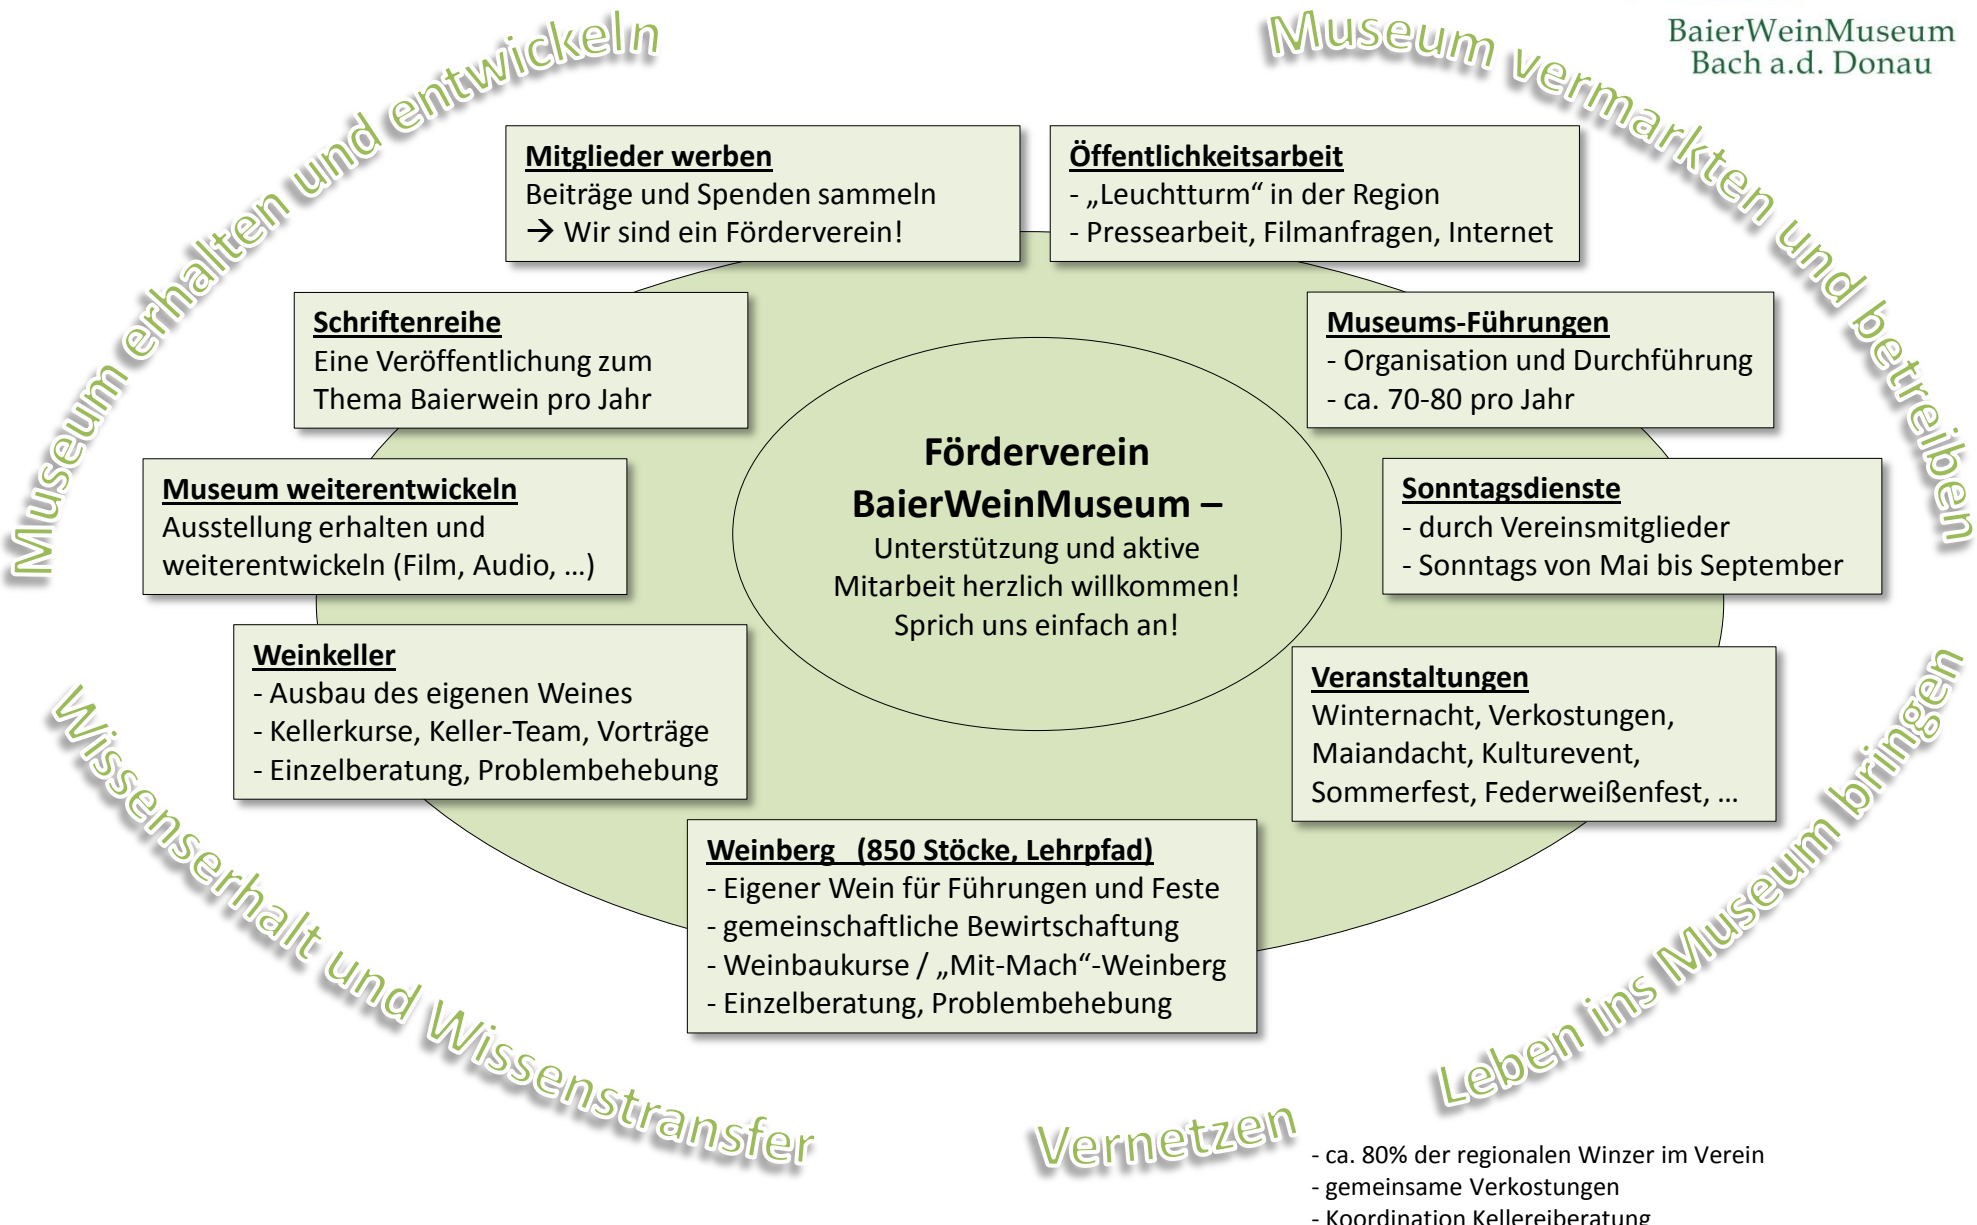 BaierWeinMuseum
Bach a.d. Donau
Museum erhalten und entwickeln
Museum vermarkten und betreiben
Mitglieder werben
Beiträge und Spenden sammeln
→ Wir sind ein Förderverein!
Öffentlichkeitsarbeit
- „Leuchtturm“ in der Region
- Pressearbeit, Filmanfragen, Internet
Schriftenreihe
Eine Veröffentlichung zum
Thema Baierwein pro Jahr
Museums-Führungen
- Organisation und Durchführung
- ca. 70-80 pro Jahr
Museum weiterentwickeln
Ausstellung erhalten und
weiterentwickeln (Film, Audio, …)
Förderverein
BaierWeinMuseum –
Unterstützung und aktive
Mitarbeit herzlich willkommen!
Sprich uns einfach an!
Sonntagsdienste
- durch Vereinsmitglieder
- Sonntags von Mai bis September
Weinkeller
- Ausbau des eigenen Weines
- Kellerkurse, Keller-Team, Vorträge
- Einzelberatung, Problembehebung
Veranstaltungen
Winternacht, Verkostungen,
Maiandacht, Kulturevent,
Sommerfest, Federweißenfest, …
Weinberg (850 Stöcke, Lehrpfad)
- Eigener Wein für Führungen und Feste
- gemeinschaftliche Bewirtschaftung
- Weinbaukurse / „Mit-Mach“-Weinberg
- Einzelberatung, Problembehebung
Wissenserhalt und Wissenstransfer
Vernetzen
Leben ins Museum bringen
- ca. 80% der regionalen Winzer im Verein
- gemeinsame Verkostungen
- Koordination Kellereiberatung